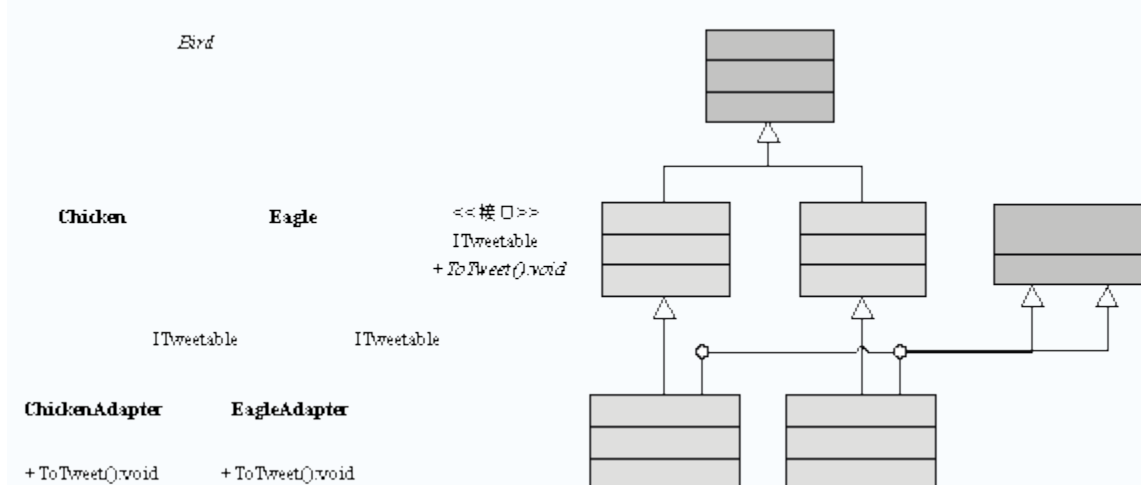 Bird
Chicken Eagle <<接口>>
ITweetable
+ToTweet():void
ITweetable ITweetable
ChickenAdapter EagleAdapter
+ToTweet():void +ToTweet():void